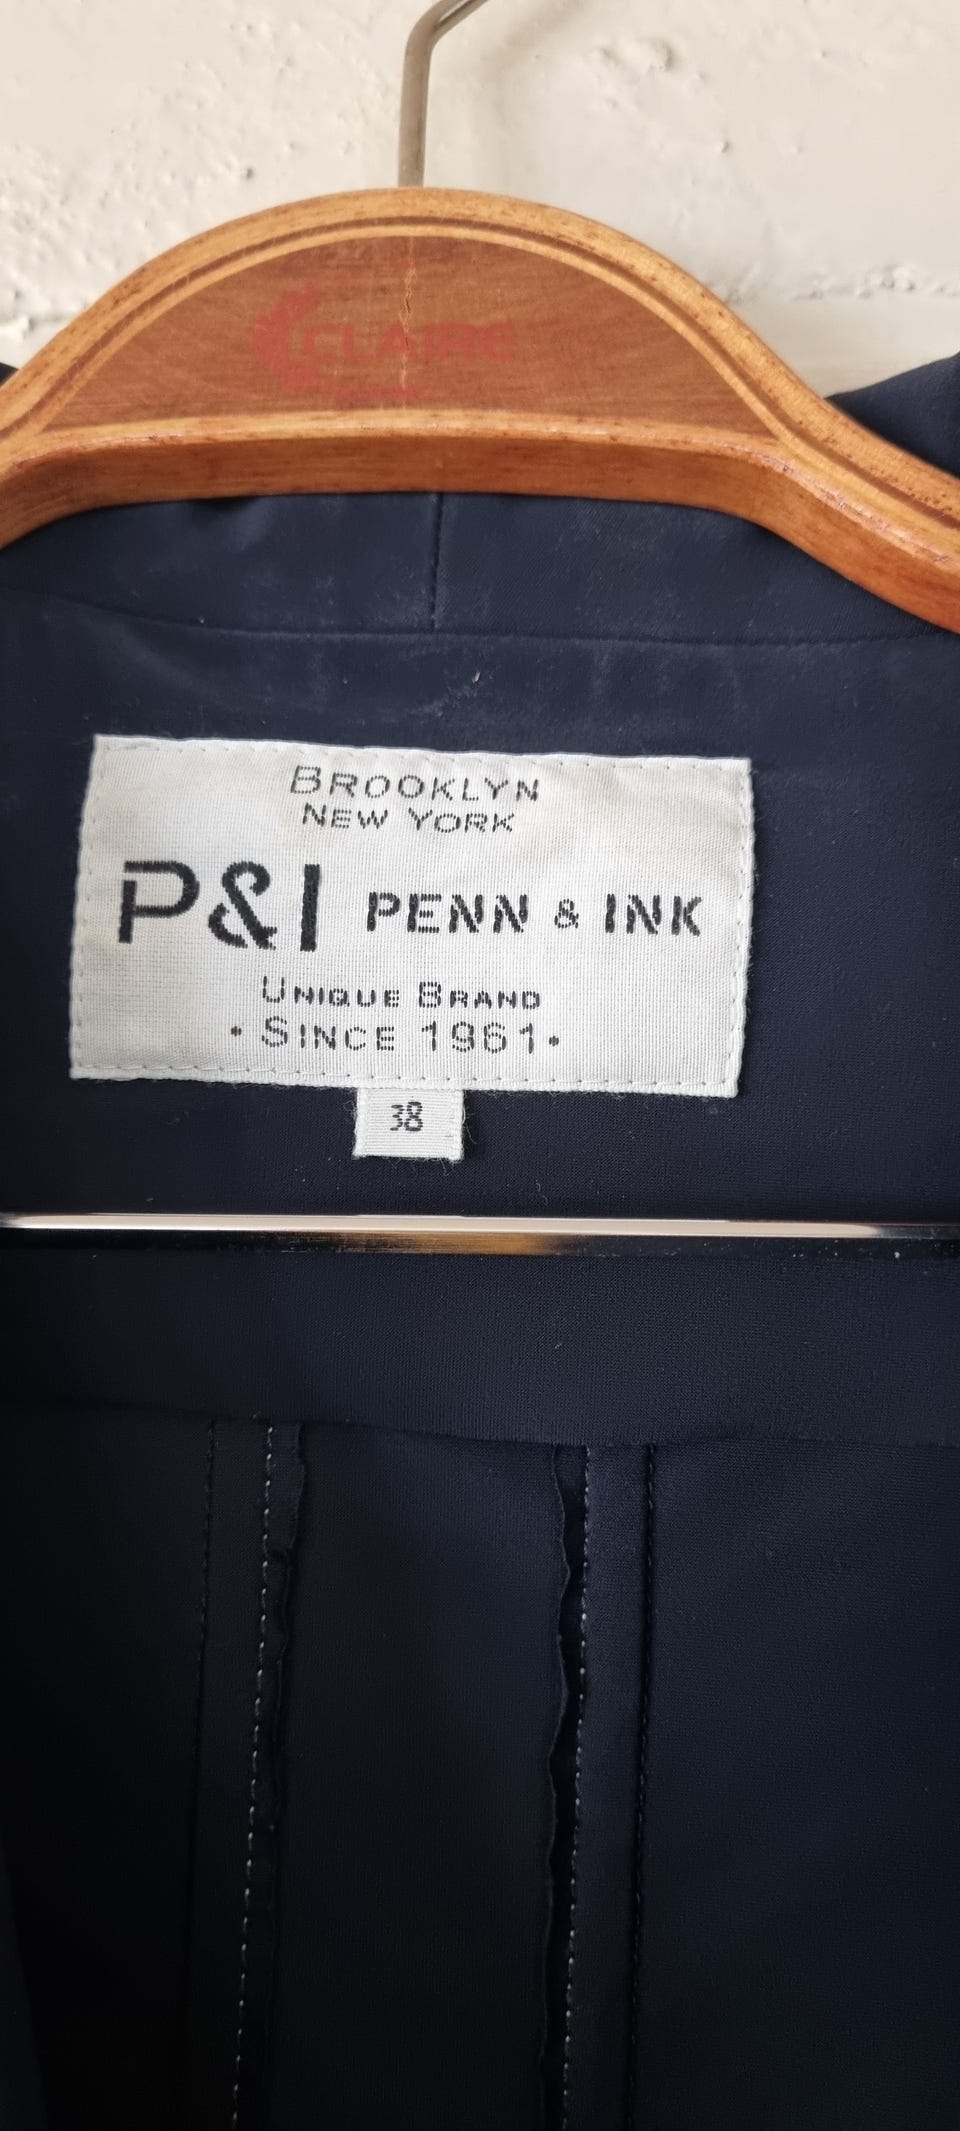 CLAIRE
BROOKLYN
NEW YORK
P&I PENN & INK
UNIQUE BRAND
• SINCE 1961 •
38